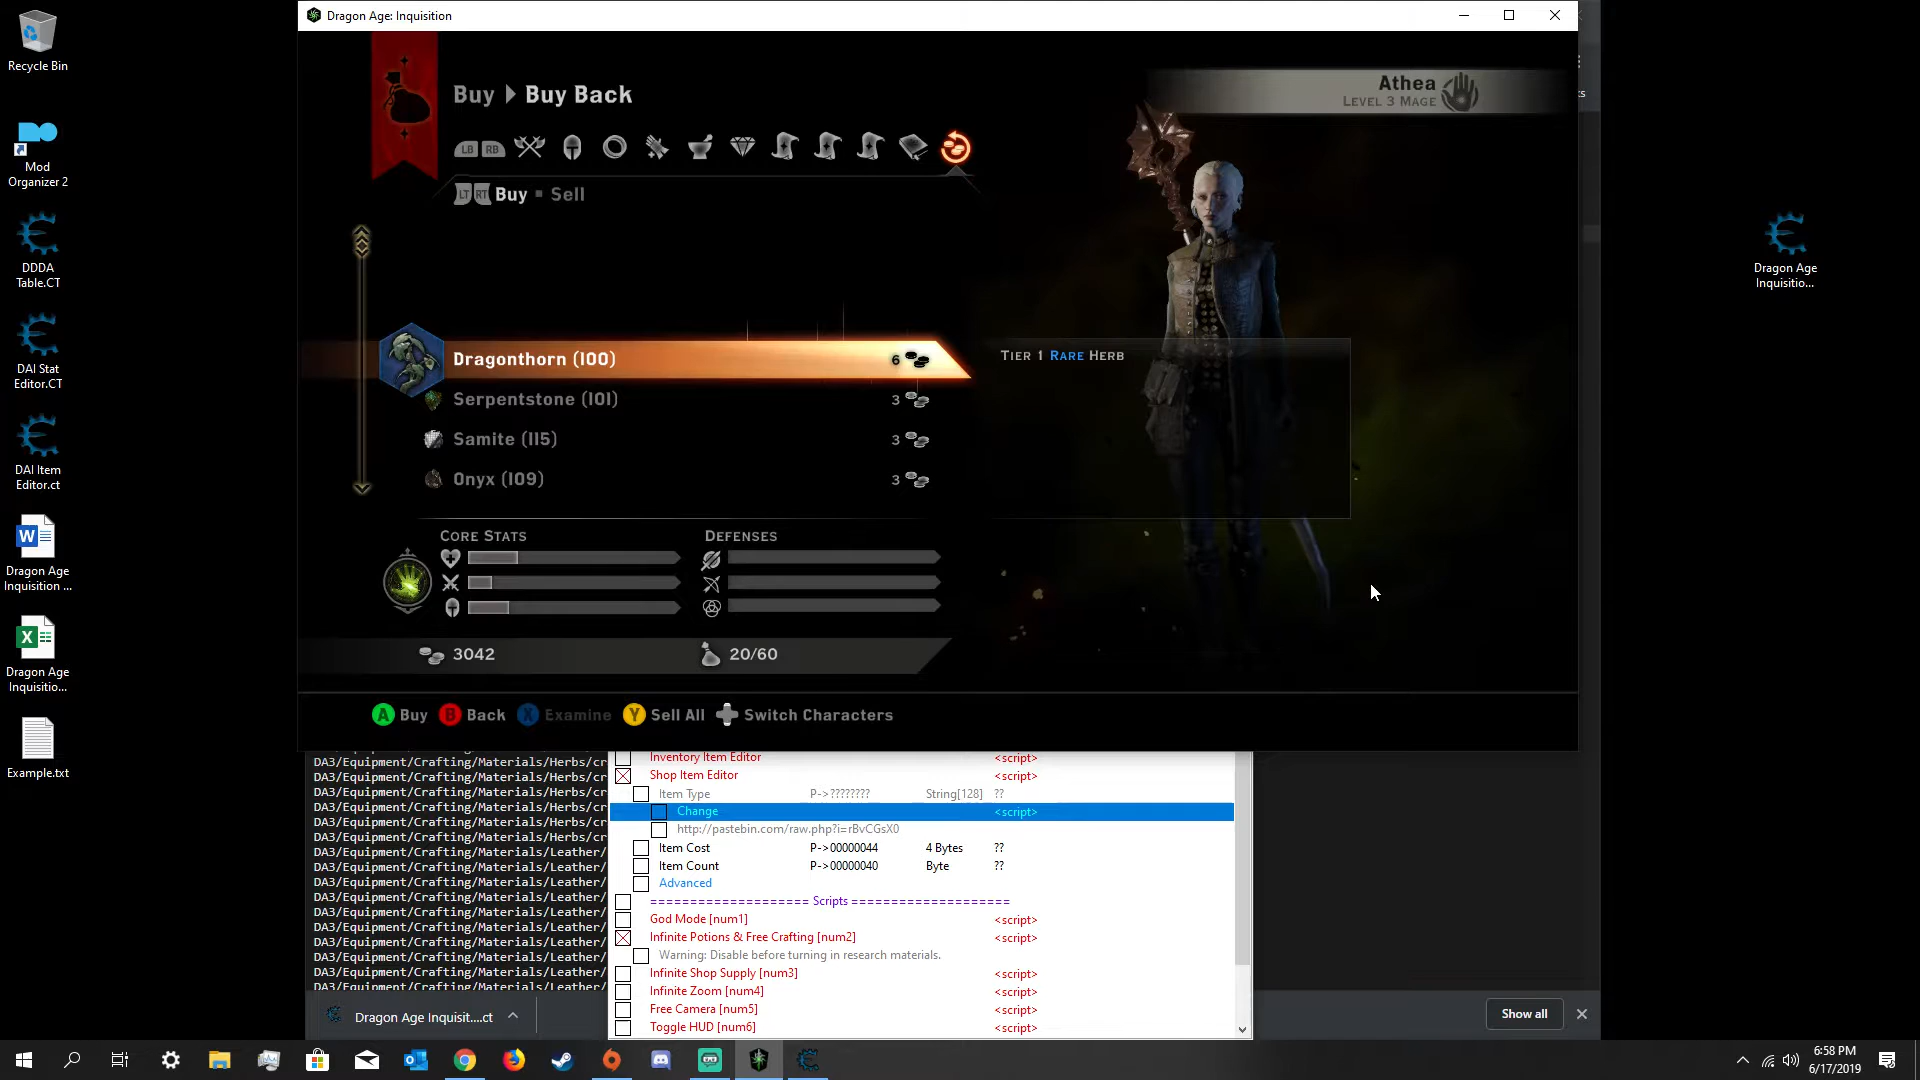 Recycle Bin
Mod
Organizer 2
DDDA
Table.CT
DAI Stat
Editor.CT
DAI Item
Editor.ct
Dragon Age
Inquisition ...
Dragon Age
Inquisitio...
Example.txt
Dragon Age: Inquisition
Buy Buy Back
LB RB
LT RT Buy Sell
Athea
Level 3 Mage
Dragonthorn (100) 6
Serpentstone (101) 3
Samite (115) 3
Onyx (109) 3
Tier 1 Rare Herb
Core Stats Defenses
3042 20/60
A Buy B Back X Examine Y Sell All Switch Characters
ks
Dragon Age
Inquisitio...
DA3/Equipment/Crafting/Materials/Herbs/cr
DA3/Equipment/Crafting/Materials/Herbs/cr
DA3/Equipment/Crafting/Materials/Herbs/cr
DA3/Equipment/Crafting/Materials/Herbs/cr
DA3/Equipment/Crafting/Materials/Herbs/cr
DA3/Equipment/Crafting/Materials/Herbs/cr
DA3/Equipment/Crafting/Materials/Leather/
DA3/Equipment/Crafting/Materials/Leather/
DA3/Equipment/Crafting/Materials/Leather/
DA3/Equipment/Crafting/Materials/Leather/
DA3/Equipment/Crafting/Materials/Leather/
DA3/Equipment/Crafting/Materials/Leather/
DA3/Equipment/Crafting/Materials/Leather/
DA3/Equipment/Crafting/Materials/Leather/
DA3/Equipment/Crafting/Materials/Leather/
Inventory Item Editor <script>
Shop Item Editor <script>
Item Type P->???????? String[128] ??
Change <script>
http://pastebin.com/raw.php?i=rBvCGsX0
Item Cost P->00000044 4 Bytes ??
Item Count P->00000040 Byte ??
Advanced
==================== Scripts ====================
God Mode [num1] <script>
Infinite Potions & Free Crafting [num2] <script>
Warning: Disable before turning in research materials.
Infinite Shop Supply [num3] <script>
Infinite Zoom [num4] <script>
Free Camera [num5] <script>
Toggle HUD [num6] <script>
Dragon Age Inquisit....ct
Show all
6:58 PM
6/17/2019